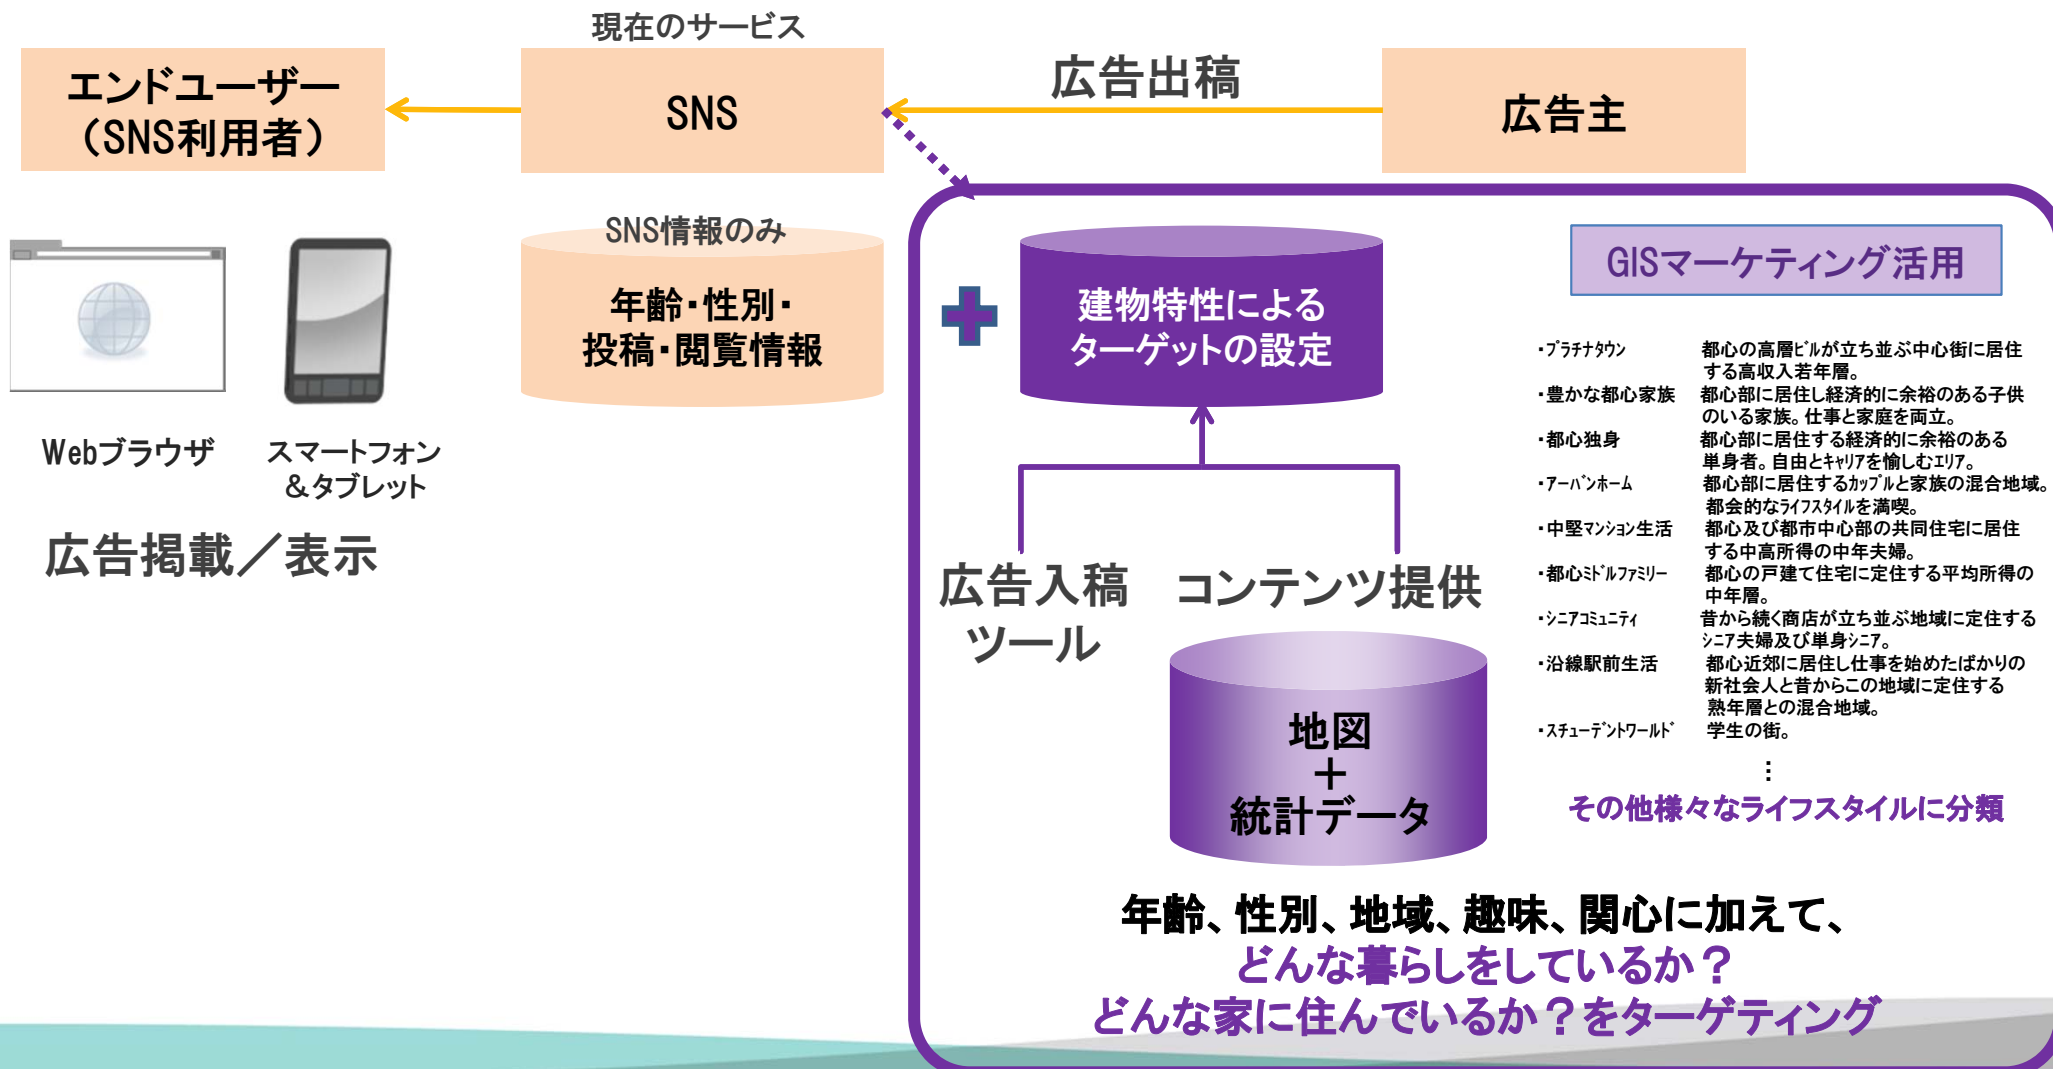 現在のサービス
エンドユーザー
（SNS利用者）
SNS
広告出稿
広告主
SNS情報のみ
年齢・性別・
投稿・閲覧情報
建物特性による
ターゲットの設定
Webブラウザ
スマートフォン
＆タブレット
広告掲載／表示
広告入稿
ツール
コンテンツ提供
地図
＋
統計データ
GISマーケティング活用
・プラチナタウン 都心の高層ビルが立ち並ぶ中心街に居住
する高収入若年層。
・豊かな都心家族 都心部に居住し経済的に余裕のある子供
のいる家族。仕事と家庭を両立。
・都心独身 都心部に居住する経済的に余裕のある
単身者。自由とキャリアを愉しむエリア。
・アーバンホーム 都心部に居住するカップルと家族の混合地域。
都会的なライフスタイルを満喫。
・中堅マンション生活 都心及び都市中心部の共同住宅に居住
する中高所得の中年夫婦。
・都心ミドルファミリー 都心の戸建て住宅に定住する平均所得の
中年層。
・シニアコミュニティ 昔から続く商店が立ち並ぶ地域に定住する
シニア夫婦及び単身シニア。
・沿線駅前生活 都心近郊に居住し仕事を始めたばかりの
新社会人と昔からこの地域に定住する
熟年層との混合地域。
・スチューデントワールド 学生の街。
⋮
その他様々なライフスタイルに分類
年齢、性別、地域、趣味、関心に加えて、
どんな暮らしをしているか？
どんな家に住んでいるか？をターゲティング